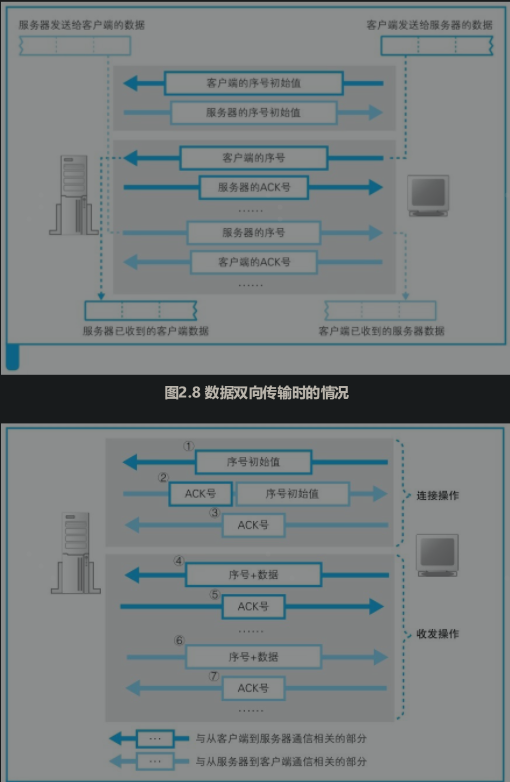 服务器发送给客户端的数据
客户端发送给服务器的数据
客户端的序号初始值
服务器的序号初始值
客户端的序号
服务器的ACK号
······
服务器的序号
客户端的ACK号
······
服务器已收到的客户端数据
客户端已收到的服务器数据
图2.8 数据双向传输时的情况
① 序号初始值
② ACK号 序号初始值
连接操作
③ ACK号
④ 序号+数据
⑤ ACK号
······
收发操作
⑥ 序号+数据
⑦ ACK号
······
··· 与从客户端到服务器通信相关的部分
··· 与从服务器到客户端通信相关的部分